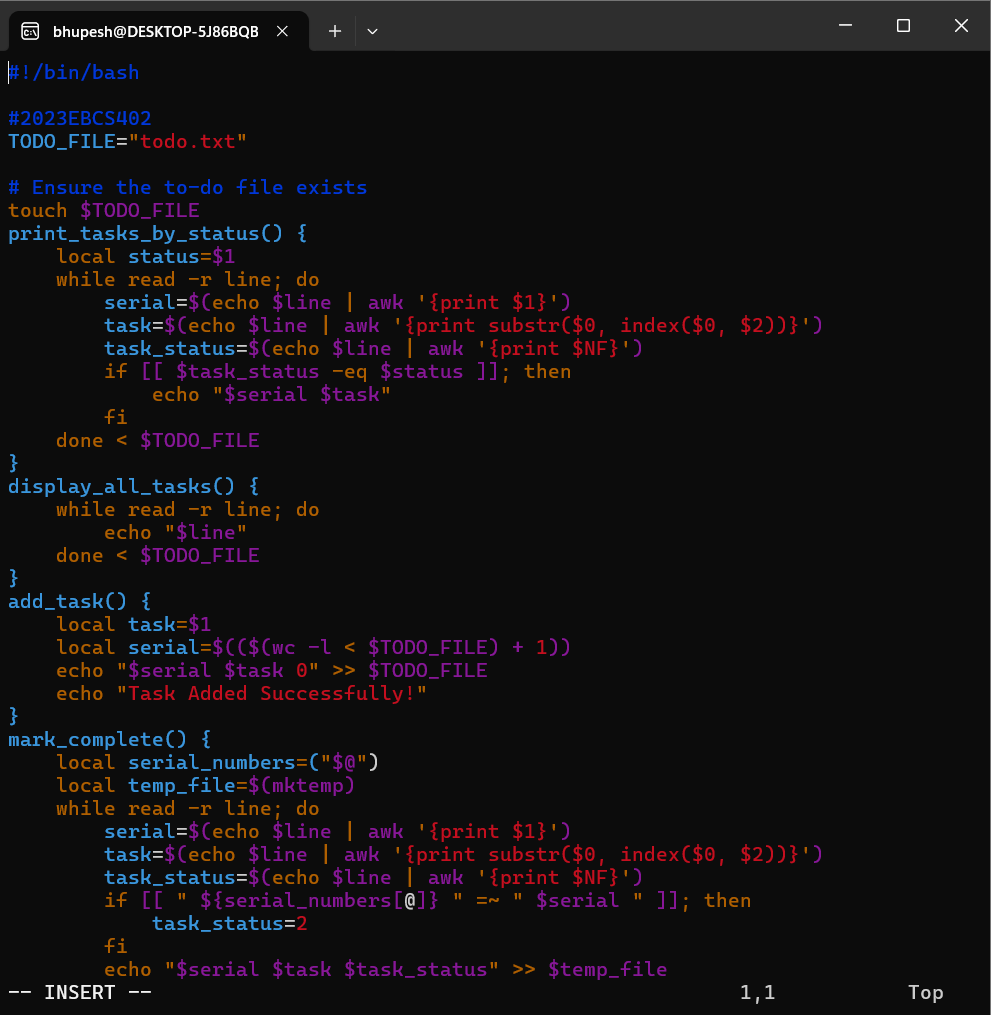 bhupesh@DESKTOP-5J86BQB
#!/bin/bash

#2023EBCS402
TODO_FILE="todo.txt"

# Ensure the to-do file exists
touch $TODO_FILE
print_tasks_by_status() {
    local status=$1
    while read -r line; do
        serial=$(echo $line | awk '{print $1}')
        task=$(echo $line | awk '{print substr($0, index($0, $2))}')
        task_status=$(echo $line | awk '{print $NF}')
        if [[ $task_status -eq $status ]]; then
            echo "$serial $task"
        fi
    done < $TODO_FILE
}
display_all_tasks() {
    while read -r line; do
        echo "$line"
    done < $TODO_FILE
}
add_task() {
    local task=$1
    local serial=$(($(wc -l < $TODO_FILE) + 1))
    echo "$serial $task 0" >> $TODO_FILE
    echo "Task Added Successfully!"
}
mark_complete() {
    local serial_numbers=("$@")
    local temp_file=$(mktemp)
    while read -r line; do
        serial=$(echo $line | awk '{print $1}')
        task=$(echo $line | awk '{print substr($0, index($0, $2))}')
        task_status=$(echo $line | awk '{print $NF}')
        if [[ " ${serial_numbers[@]} " =~ " $serial " ]]; then
            task_status=2
        fi
        echo "$serial $task $task_status" >> $temp_file
-- INSERT -- 1,1 Top